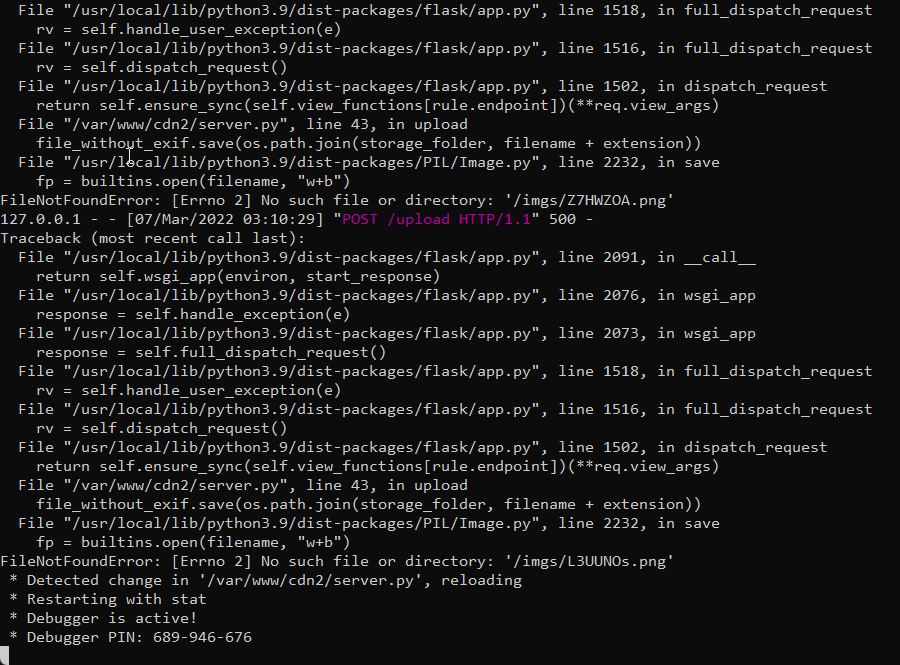 File "/usr/local/lib/python3.9/dist-packages/flask/app.py", line 1518, in full_dispatch_request
rv = self.handle_user_exception(e)
File "/usr/local/lib/python3.9/dist-packages/flask/app.py", line 1516, in full_dispatch_request
rv = self.dispatch_request()
File "/usr/local/lib/python3.9/dist-packages/flask/app.py", line 1502, in dispatch_request
return self.ensure_sync(self.view_functions[rule.endpoint])(**req.view_args)
File "/var/www/cdn2/server.py", line 43, in upload
file_without_exif.save(os.path.join(storage_folder, filename + extension))
File "/usr/local/lib/python3.9/dist-packages/PIL/Image.py", line 2232, in save
fp = builtins.open(filename, "w+b")
FileNotFoundError: [Errno 2] No such file or directory: '/imgs/Z7HWZOA.png'
127.0.0.1 - - [07/Mar/2022 03:10:29] "POST /upload HTTP/1.1" 500 -
Traceback (most recent call last):
File "/usr/local/lib/python3.9/dist-packages/flask/app.py", line 2091, in __call__
return self.wsgi_app(environ, start_response)
File "/usr/local/lib/python3.9/dist-packages/flask/app.py", line 2076, in wsgi_app
response = self.handle_exception(e)
File "/usr/local/lib/python3.9/dist-packages/flask/app.py", line 2073, in wsgi_app
response = self.full_dispatch_request()
File "/usr/local/lib/python3.9/dist-packages/flask/app.py", line 1518, in full_dispatch_request
rv = self.handle_user_exception(e)
File "/usr/local/lib/python3.9/dist-packages/flask/app.py", line 1516, in full_dispatch_request
rv = self.dispatch_request()
File "/usr/local/lib/python3.9/dist-packages/flask/app.py", line 1502, in dispatch_request
return self.ensure_sync(self.view_functions[rule.endpoint])(**req.view_args)
File "/var/www/cdn2/server.py", line 43, in upload
file_without_exif.save(os.path.join(storage_folder, filename + extension))
File "/usr/local/lib/python3.9/dist-packages/PIL/Image.py", line 2232, in save
fp = builtins.open(filename, "w+b")
FileNotFoundError: [Errno 2] No such file or directory: '/imgs/L3UUNOs.png'
* Detected change in '/var/www/cdn2/server.py', reloading
* Restarting with stat
* Debugger is active!
* Debugger PIN: 689-946-676